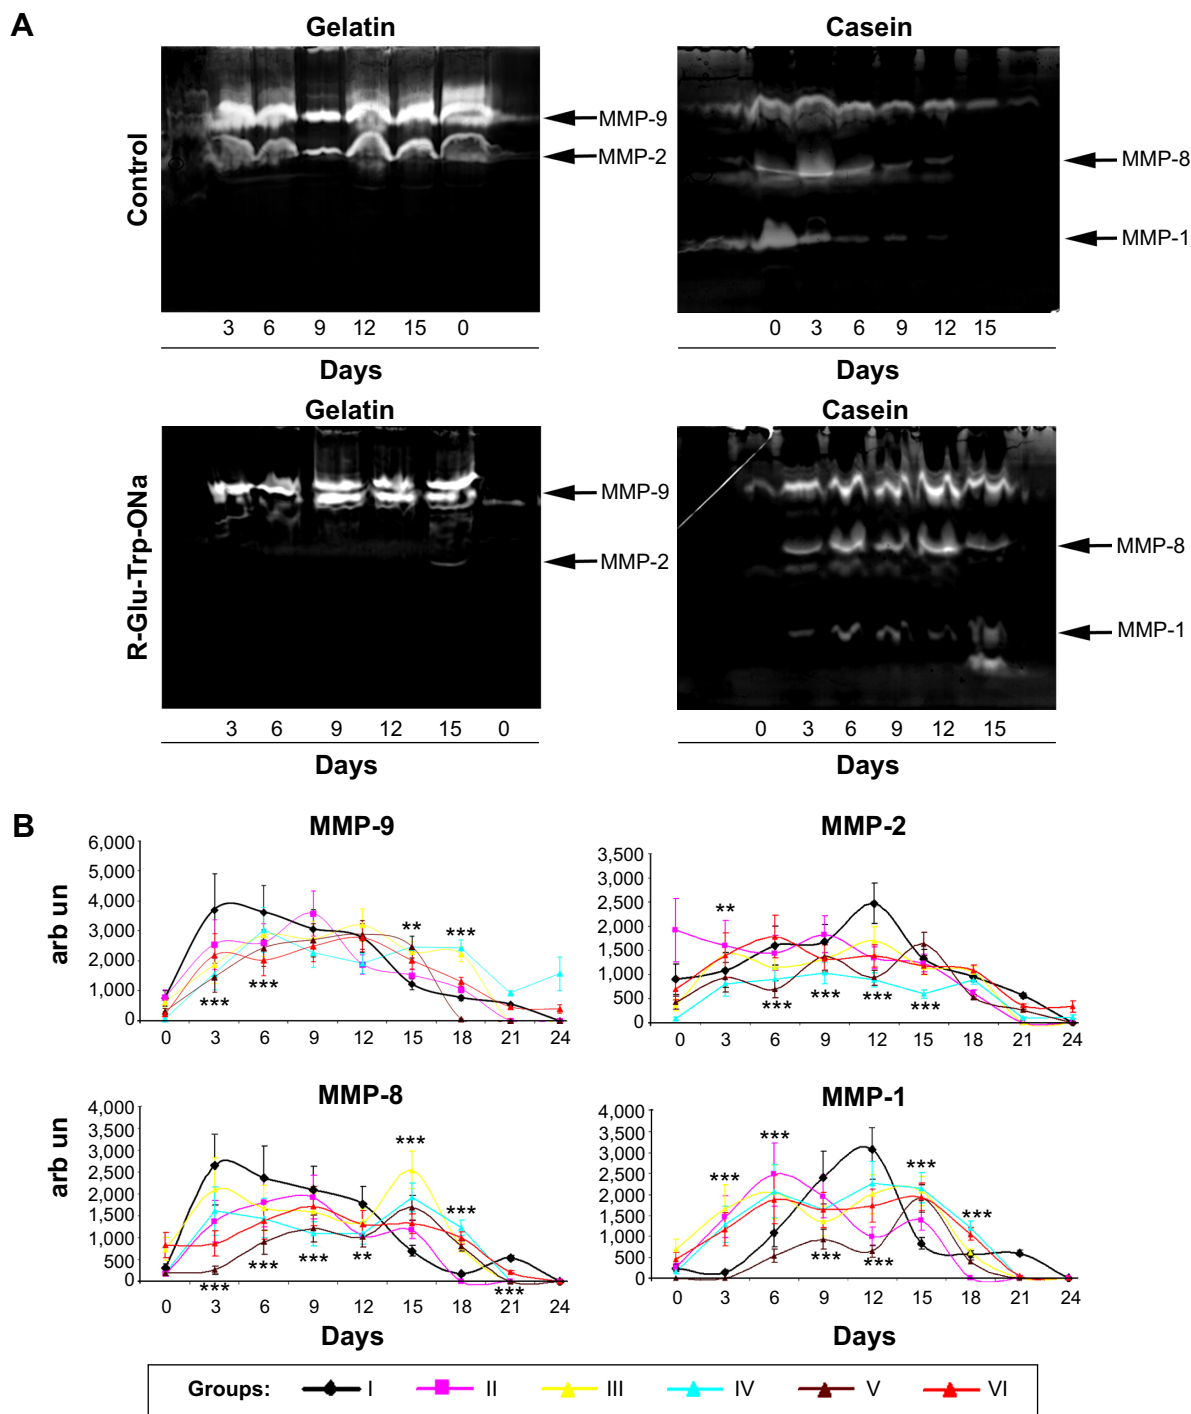 A
Gelatin
Casein
Control
MMP-9
MMP-2
MMP-8
MMP-1
3 6 9 12 15 0
Days
0 3 6 9 12 15
Days
Gelatin
Casein
R-Glu-Trp-ONa
MMP-9
MMP-2
MMP-8
MMP-1
3 6 9 12 15 0
Days
0 3 6 9 12 15
Days
B
MMP-9
arb un
6,000
5,000
4,000
3,000
2,000
1,000
0
** ***
*** ***
0 3 6 9 12 15 18 21 24
MMP-2
3,500
3,000
2,500
2,000
1,500
1,000
500
0
**
*** *** *** ***
0 3 6 9 12 15 18 21 24
MMP-8
arb un
4,000
3,500
3,000
2,500
2,000
1,500
1,000
500
0
***
***
*** *** *** ** ***
0 3 6 9 12 15 18 21 24
Days
MMP-1
4,000
3,500
3,000
2,500
2,000
1,500
1,000
500
0
*** *** *** ***
*** ***
0 3 6 9 12 15 18 21 24
Days
Groups: I II III IV V VI